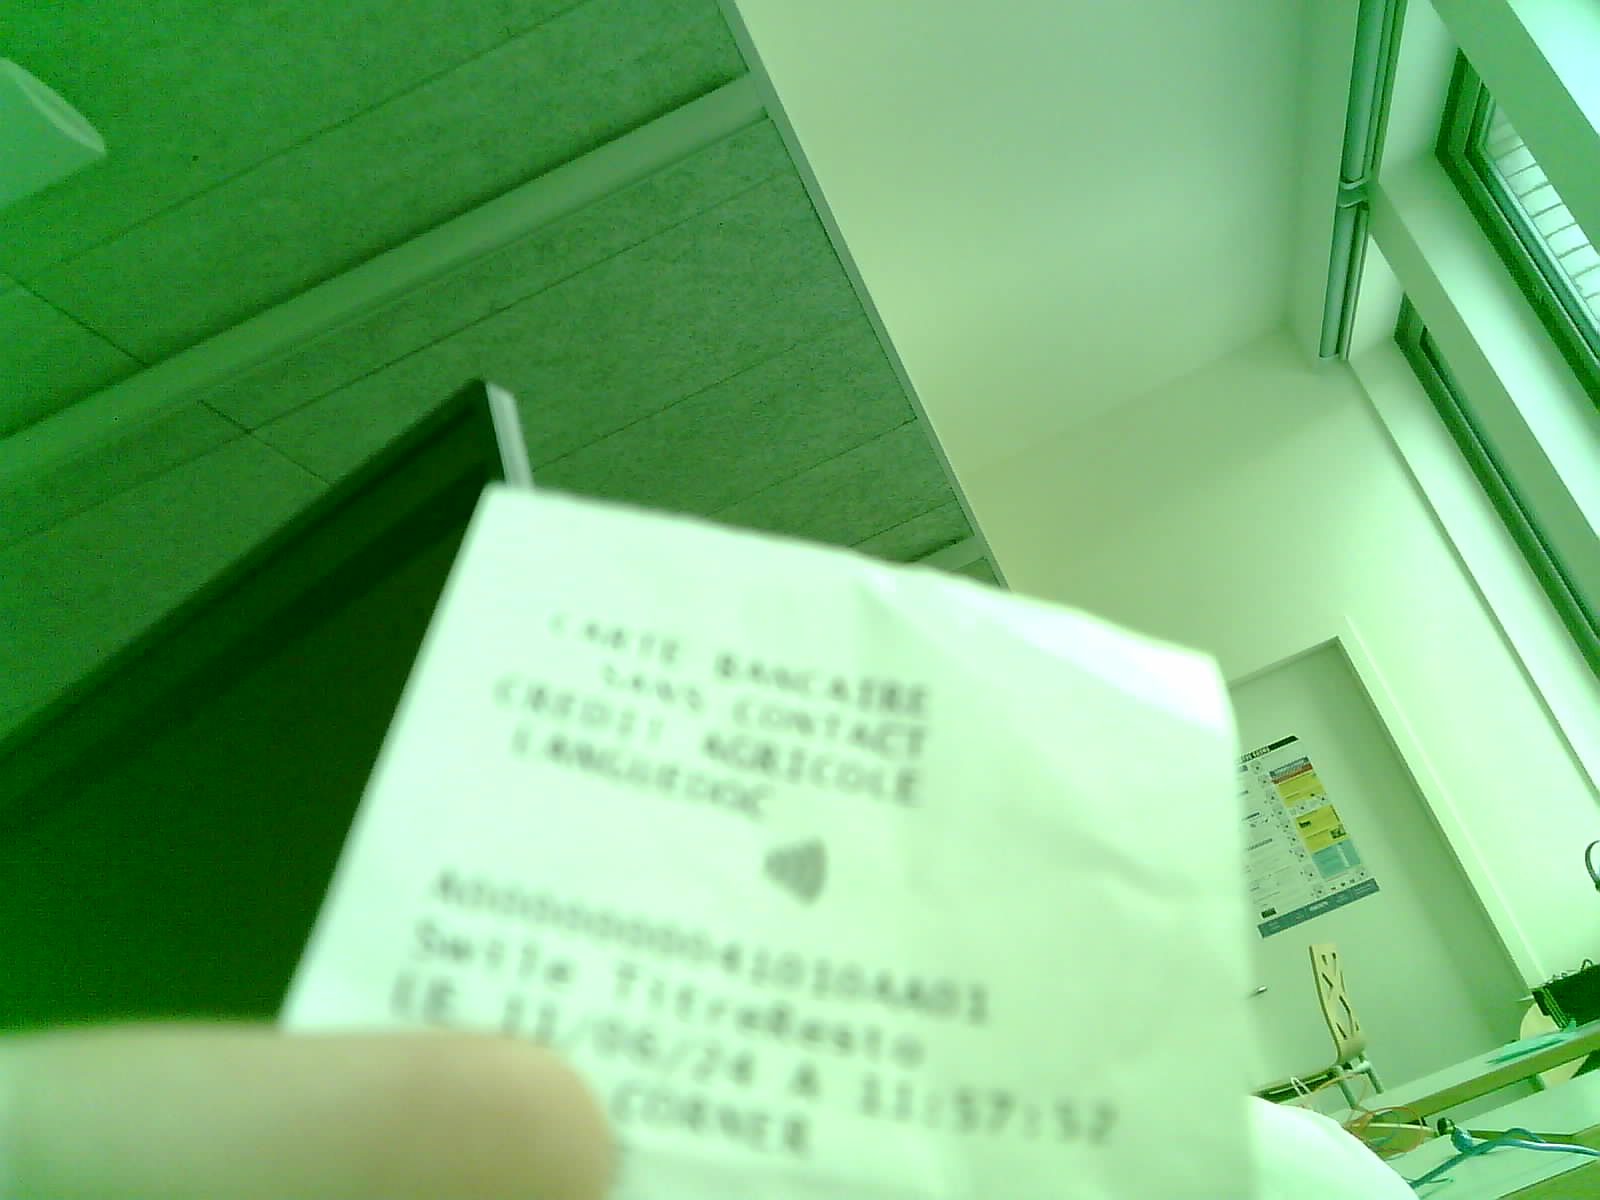 CARTE BANCAIRE
SANS CONTACT
CREDIT AGRICOLE
LANGUEDOC
A0000000041010AA01
Swile TitreResto
LE 11/06/24 A 11:57:52
CORNER